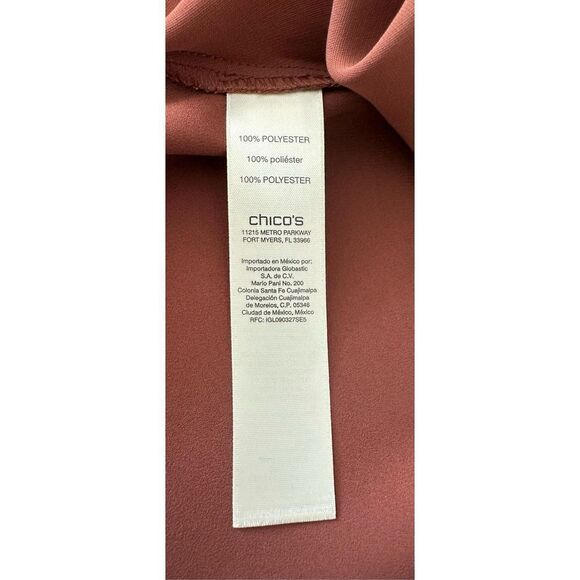 100% POLYESTER
100% poliéster
100% POLYESTER
chico's
11215 METRO PARKWAY
FORT MYERS, FL 33966
Importado en México por:
Importadora Globastic
S.A. de C.V.
Mario Pani No. 200
Colonia Santa Fe Cuajimalpa
Delegación Cuajimalpa
de Morelos, C.P. 05348
Ciudad de México, México
RFC: IGL090327SE5